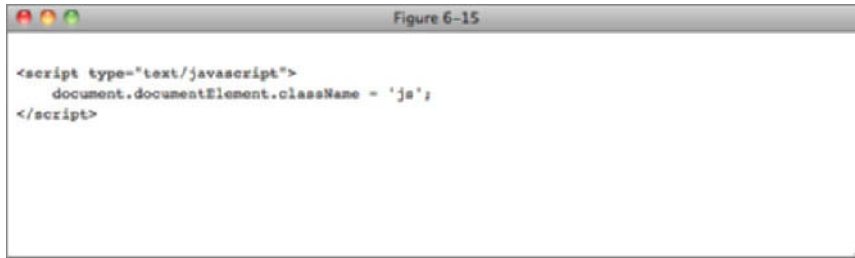 Figure 6-15
<script type="text/javascript">
document.documentElement.className = 'js';
</script>